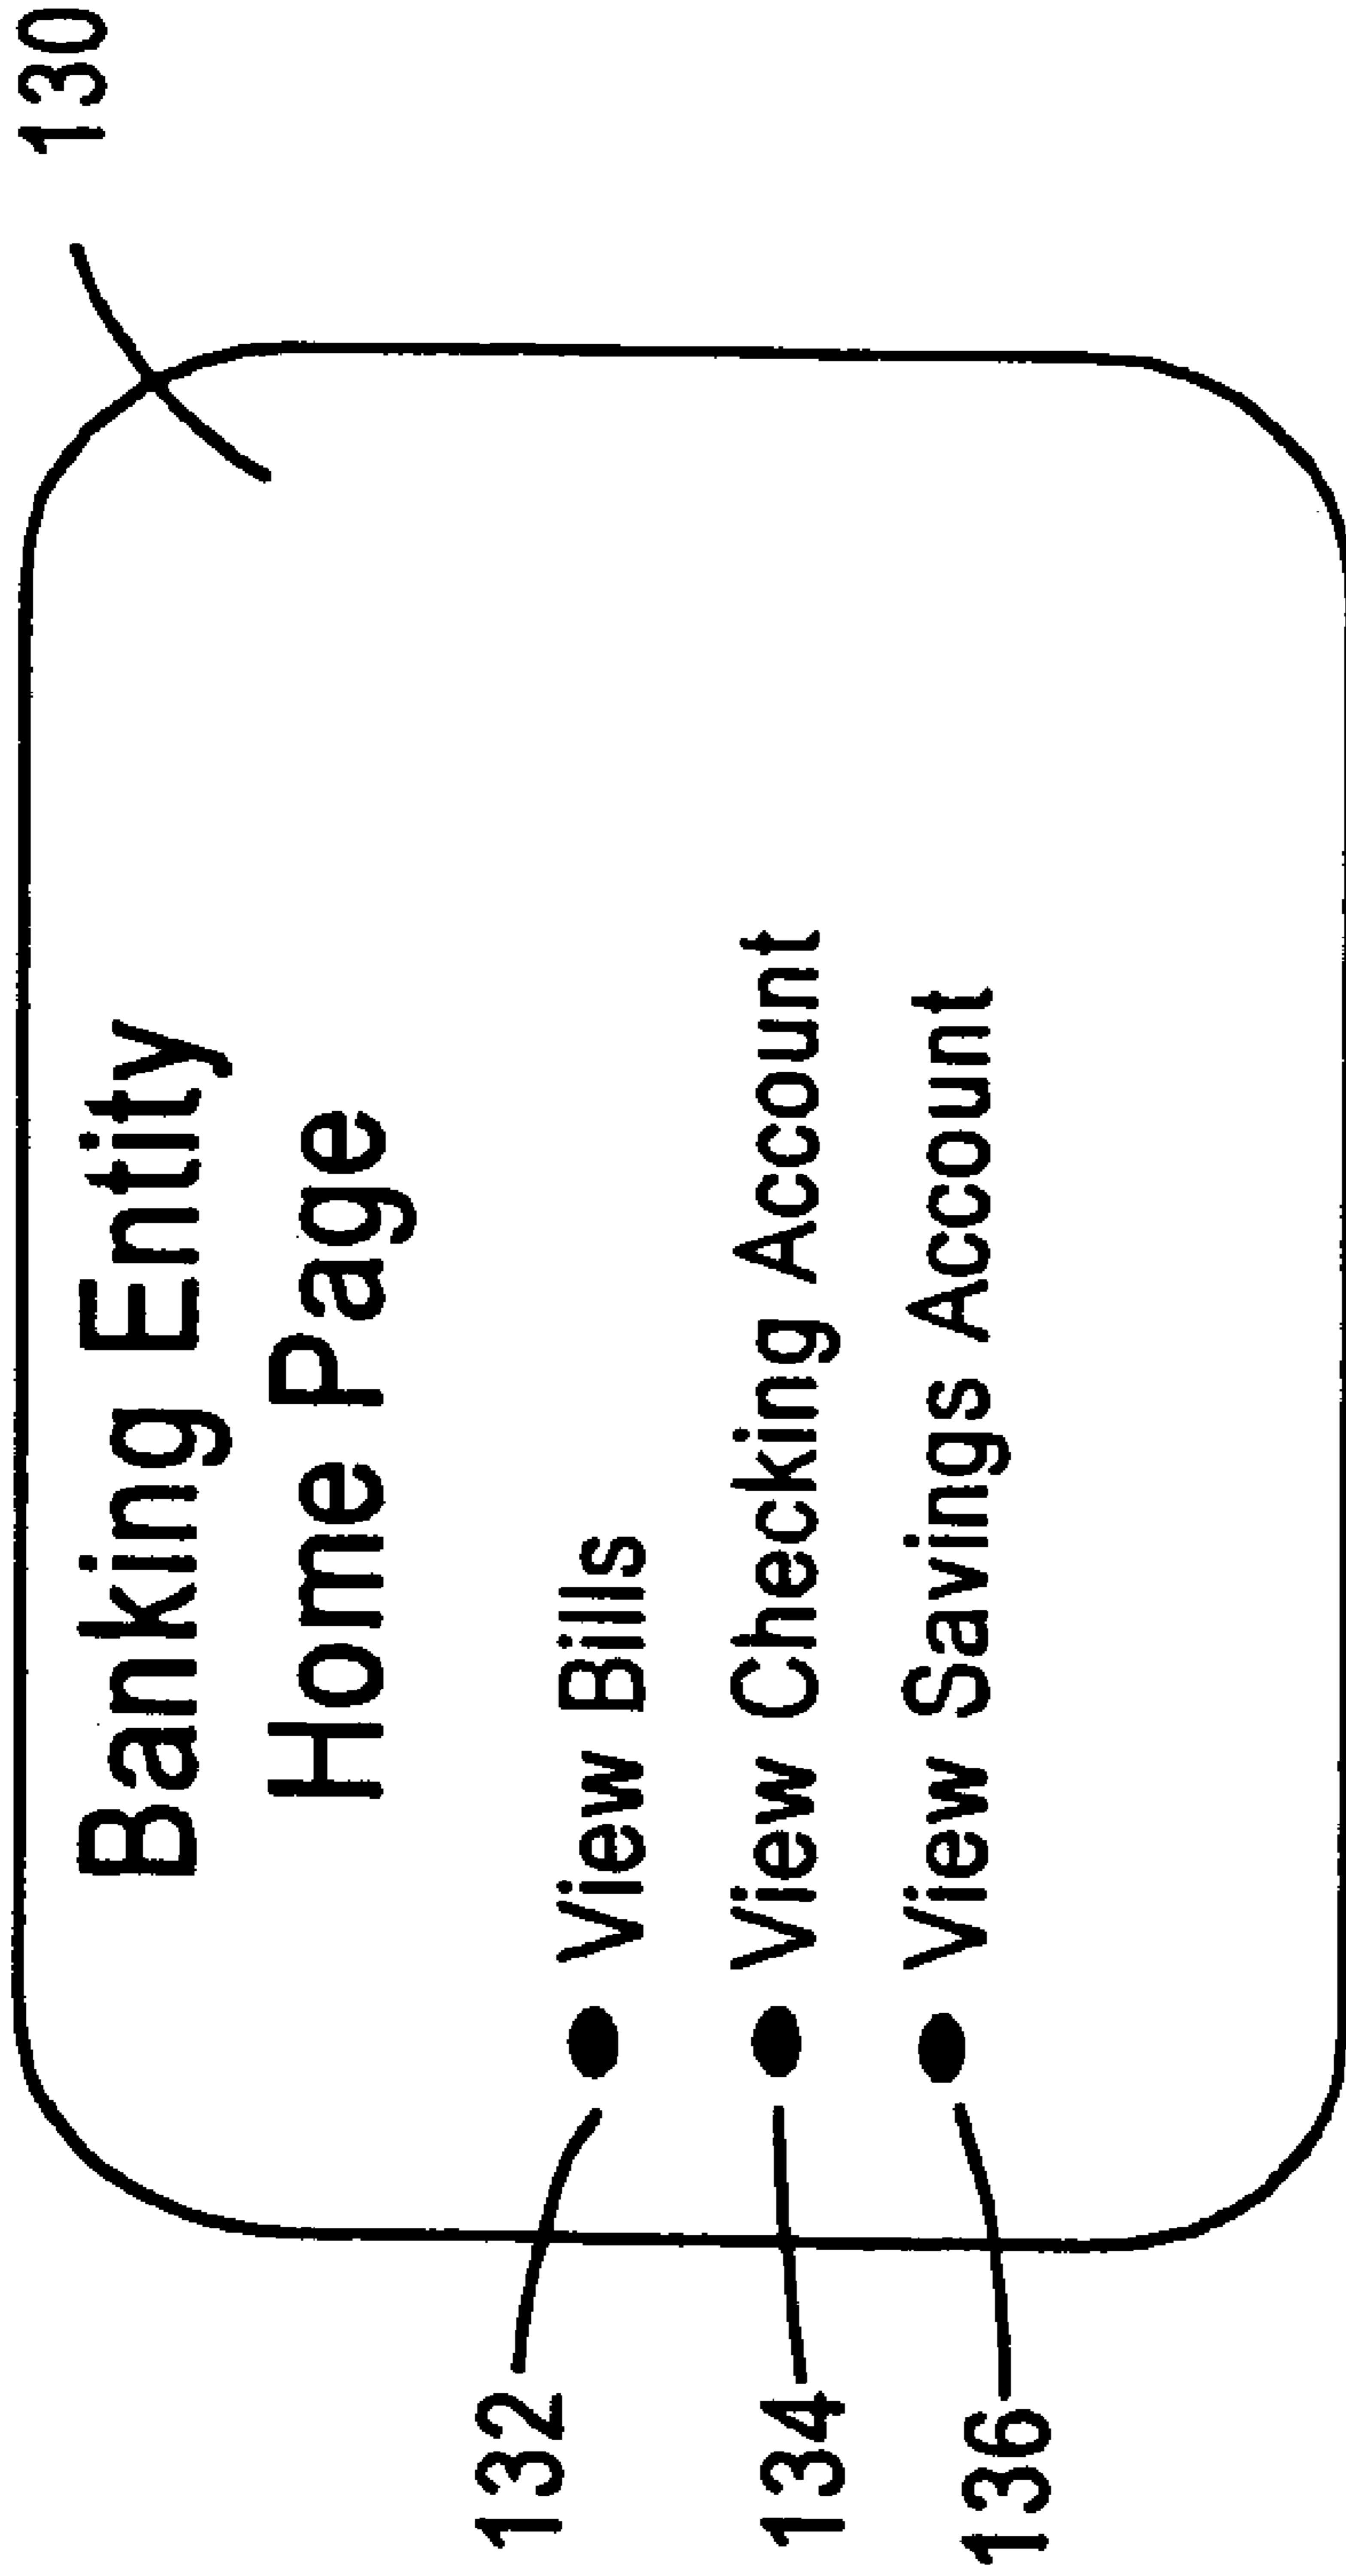 130
Banking Entity
Home Page
132
View Bills
134
View Checking Account
136
View Savings Account